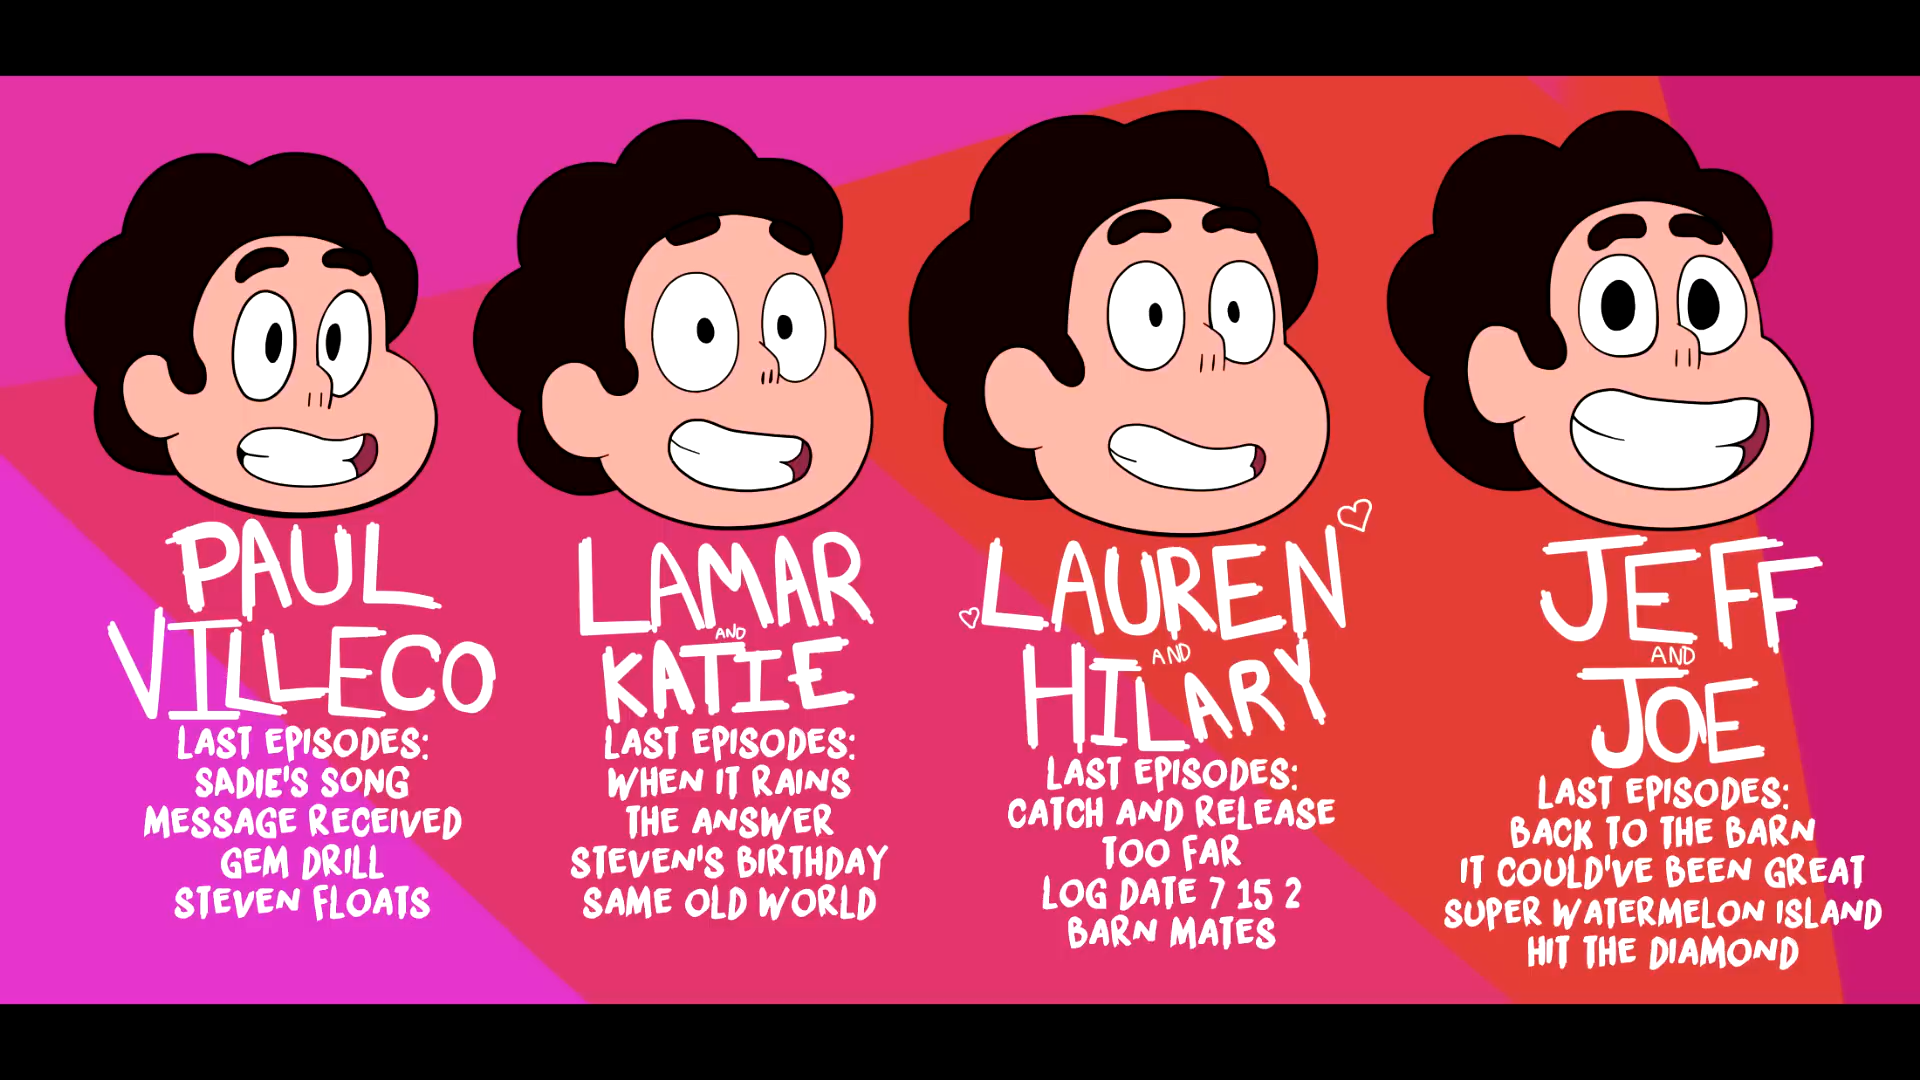 PAUL
VILLECO
LAST EPISODES:
SADIE'S SONG
MESSAGE RECEIVED
GEM DRILL
STEVEN FLOATS
LAMAR
AND
KATIE
LAST EPISODES:
WHEN IT RAINS
THE ANSWER
STEVEN'S BIRTHDAY
SAME OLD WORLD
LAUREN
AND
HILARY
LAST EPISODES:
CATCH AND RELEASE
TOO FAR
LOG DATE 7 15 2
BARN MATES
JEFF
AND
JOE
LAST EPISODES:
BACK TO THE BARN
IT COULD'VE BEEN GREAT
SUPER WATERMELON ISLAND
HIT THE DIAMOND